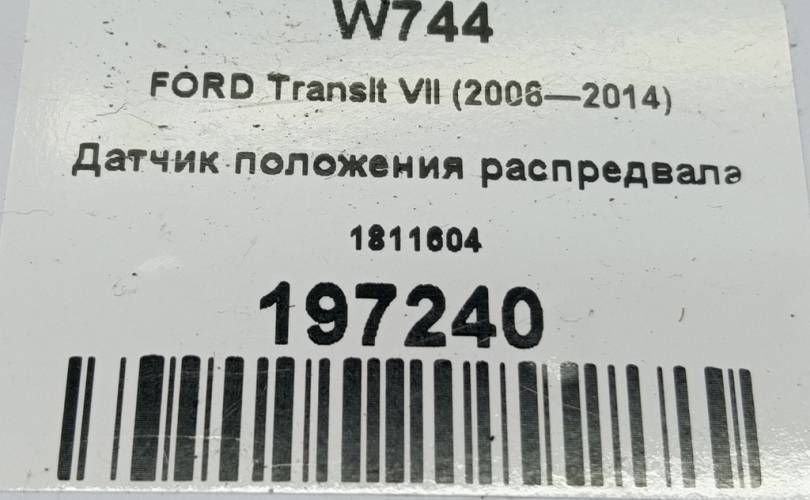 W744
FORD Transit VII (2006—2014)
Датчик положения распредвала
1811604
197240